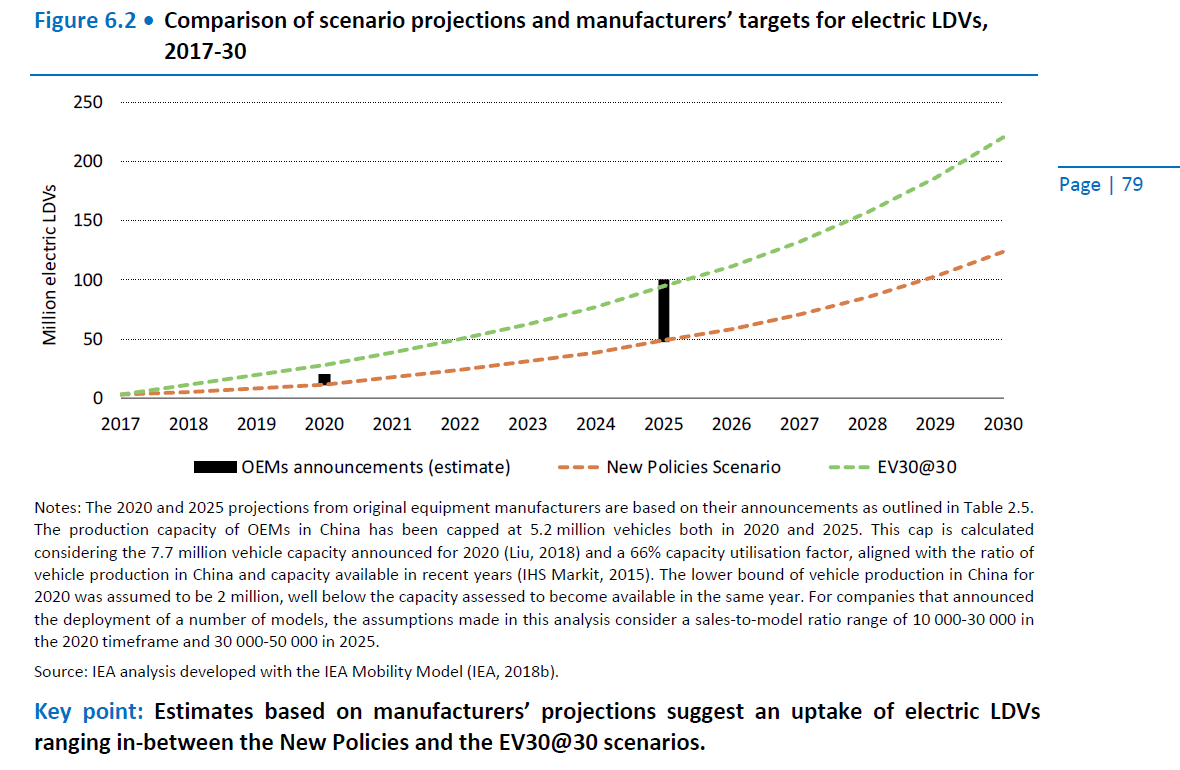 Figure 6.2 • Comparison of scenario projections and manufacturers’ targets for electric LDVs,
2017-30
250
200
150
100
50
0
Million electric LDVs
2017 2018 2019 2020 2021 2022 2023 2024 2025 2026 2027 2028 2029 2030
OEMs announcements (estimate) New Policies Scenario EV30@30
Page | 79
Notes: The 2020 and 2025 projections from original equipment manufacturers are based on their announcements as outlined in Table 2.5.
The production capacity of OEMs in China has been capped at 5.2 million vehicles both in 2020 and 2025. This cap is calculated
considering the 7.7 million vehicle capacity announced for 2020 (Liu, 2018) and a 66% capacity utilisation factor, aligned with the ratio of
vehicle production in China and capacity available in recent years (IHS Markit, 2015). The lower bound of vehicle production in China for
2020 was assumed to be 2 million, well below the capacity assessed to become available in the same year. For companies that announced
the deployment of a number of models, the assumptions made in this analysis consider a sales-to-model ratio range of 10 000-30 000 in
the 2020 timeframe and 30 000-50 000 in 2025.
Source: IEA analysis developed with the IEA Mobility Model (IEA, 2018b).
Key point: Estimates based on manufacturers’ projections suggest an uptake of electric LDVs
ranging in-between the New Policies and the EV30@30 scenarios.